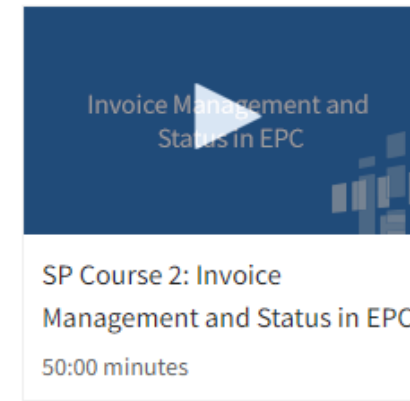 Invoice Management and
Status in EPC
SP Course 2: Invoice
Management and Status in EPC
50:00 minutes